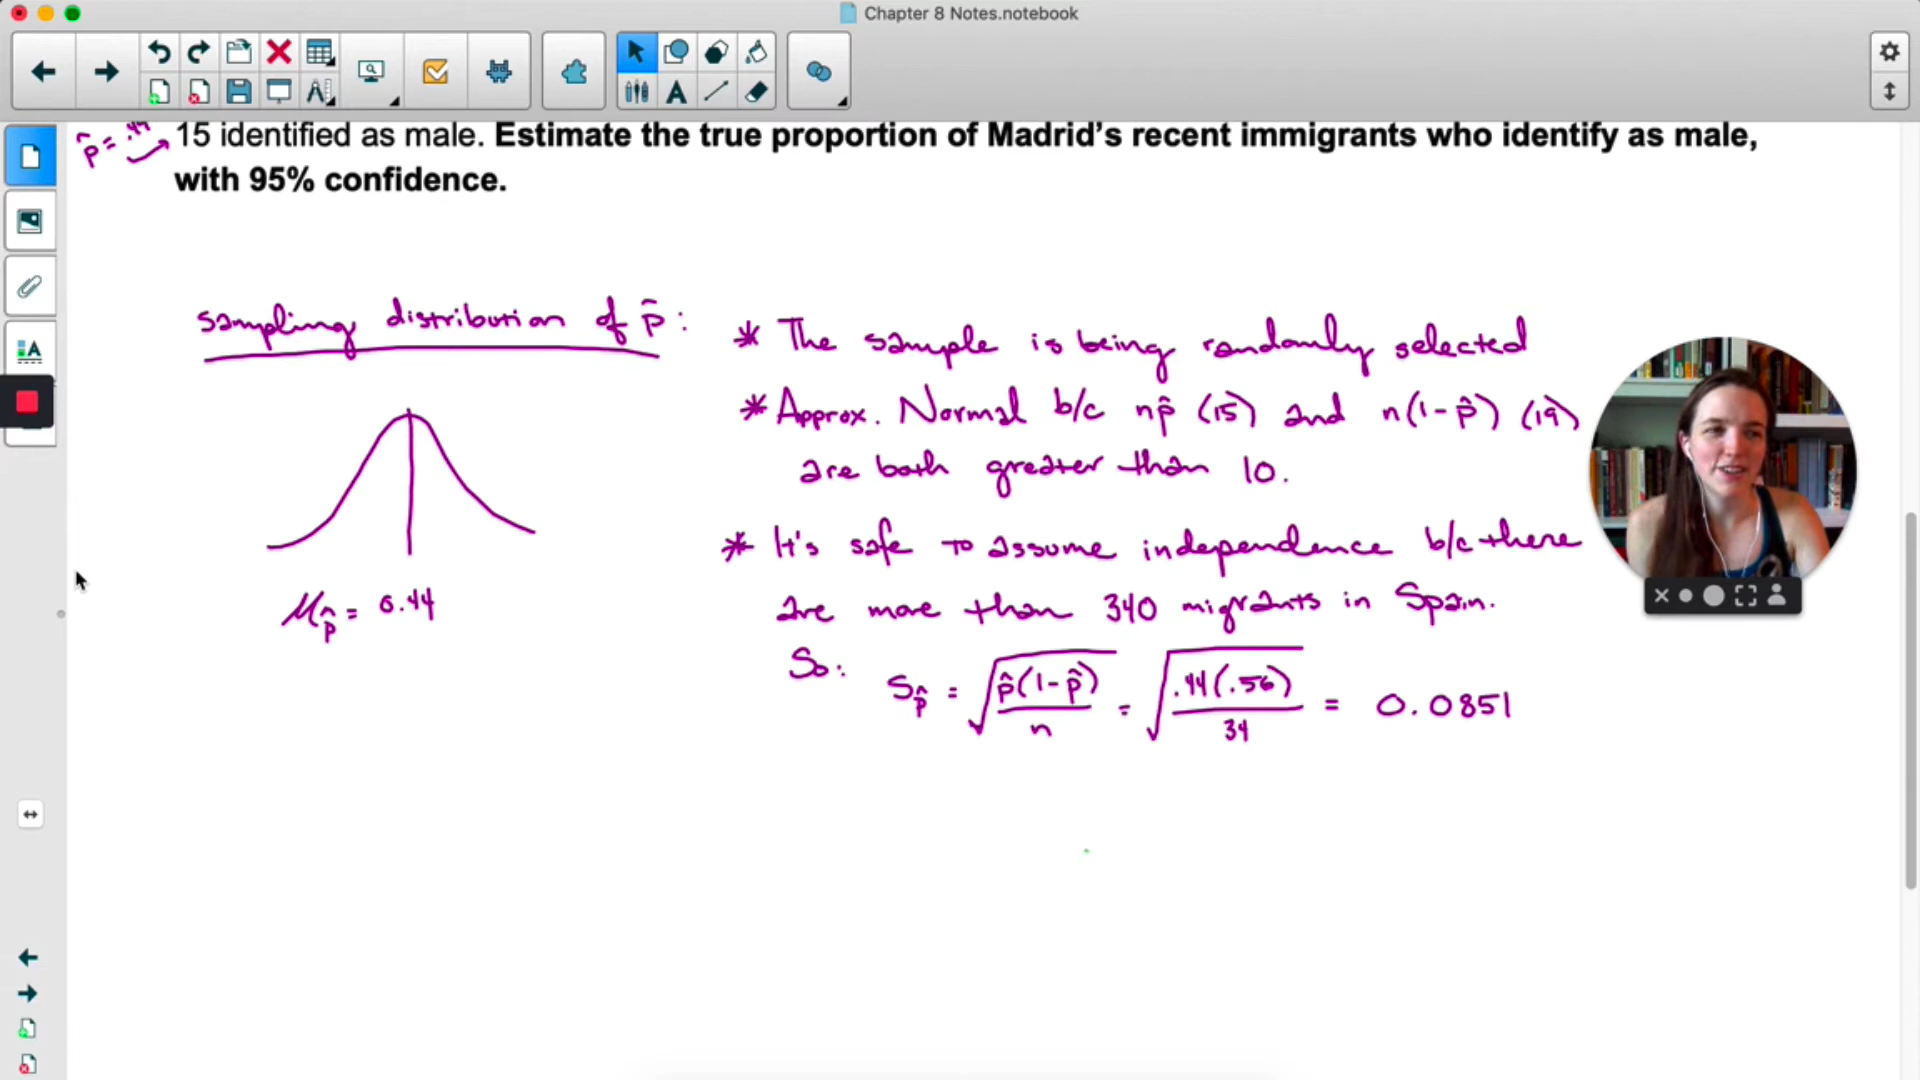 Chapter 8 Notes.notebook
p̂ = .44
15 identified as male. Estimate the true proportion of Madrid's recent immigrants who identify as male,
with 95% confidence.
sampling distribution of p̂:
* The sample is being randomly selected
* Approx. Normal b/c np̂ (15) and n(1-p̂) (19)
are both greater than 10.
* It's safe to assume independence b/c there
are more than 340 migrants in Spain.
μp̂ = 0.44
So: Sp̂ = √(p̂(1-p̂)/n) = √(.44(.56)/34) = 0.0851